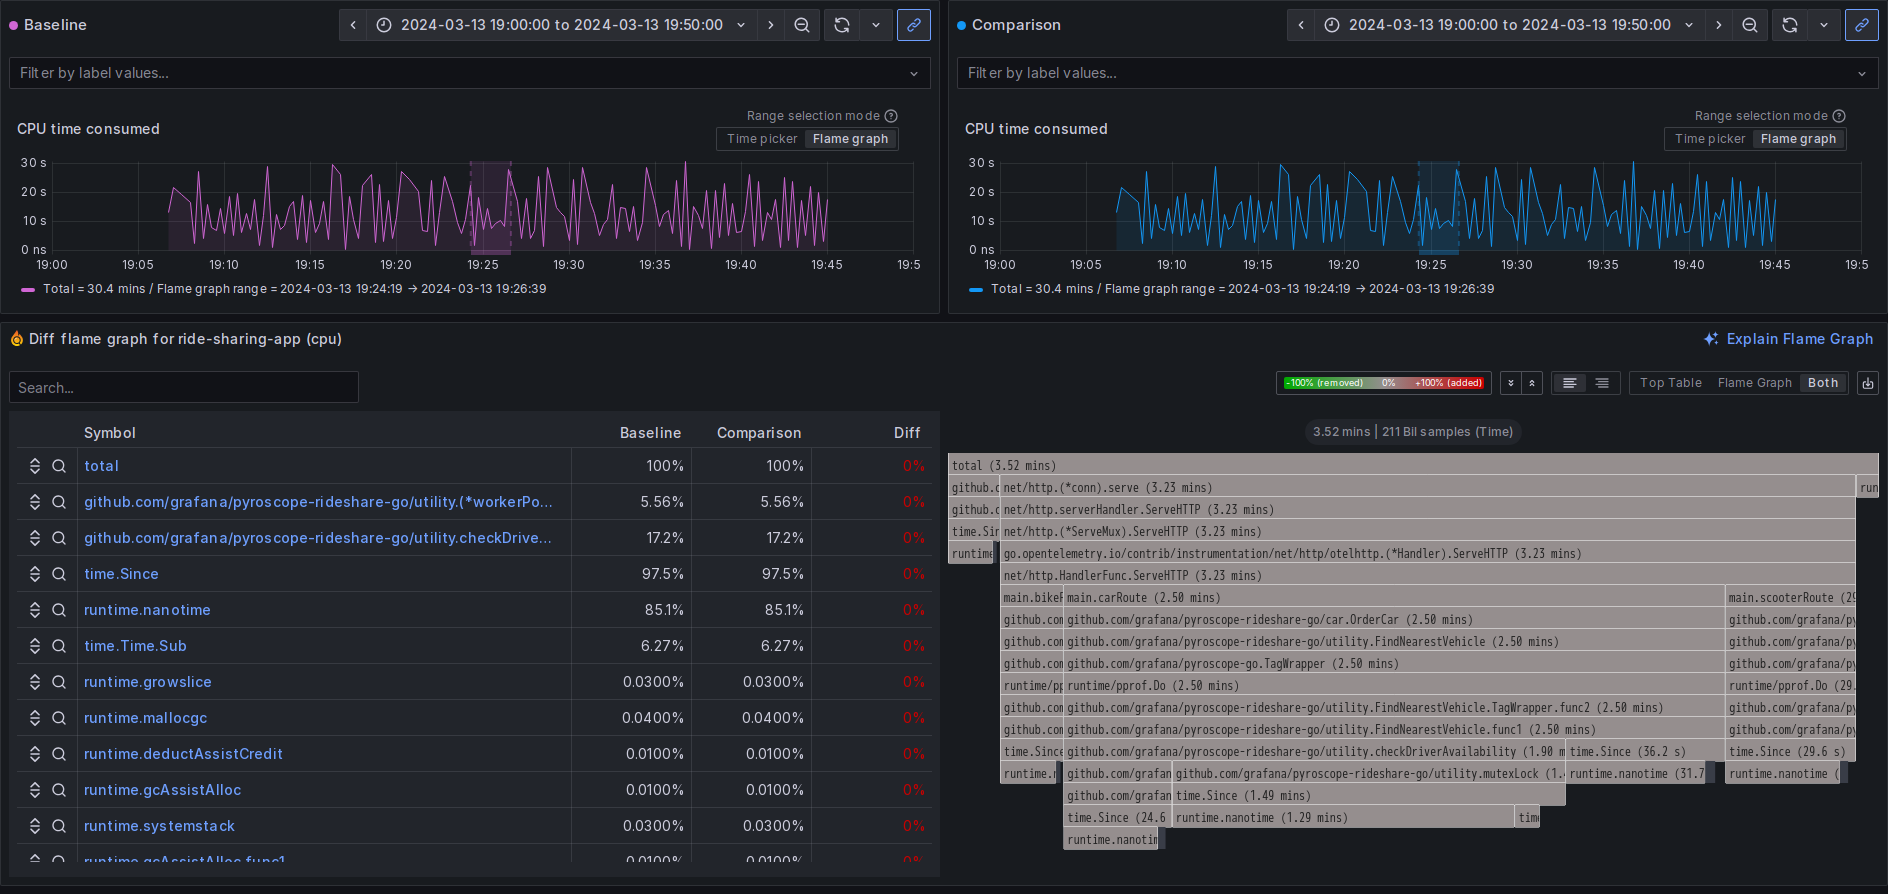 Baseline
2024-03-13 19:00:00 to 2024-03-13 19:50:00
Filter by label values...
CPU time consumed
Range selection mode
Time picker Flame graph
30 s
20 s
10 s
0 ns
19:00 19:05 19:10 19:15 19:20 19:25 19:30 19:35 19:40 19:45 19:5
Total = 30.4 mins / Flame graph range = 2024-03-13 19:24:19 → 2024-03-13 19:26:39
Comparison
2024-03-13 19:00:00 to 2024-03-13 19:50:00
Filter by label values...
CPU time consumed
Range selection mode
Time picker Flame graph
30 s
20 s
10 s
0 ns
19:00 19:05 19:10 19:15 19:20 19:25 19:30 19:35 19:40 19:45 19:5
Total = 30.4 mins / Flame graph range = 2024-03-13 19:24:19 → 2024-03-13 19:26:39
Diff flame graph for ride-sharing-app (cpu)
Explain Flame Graph
Search...
-100% (removed) 0% +100% (added)
Top Table Flame Graph Both
Symbol Baseline Comparison Diff
total 100% 100% 0%
github.com/grafana/pyroscope-rideshare-go/utility.(*workerPo... 5.56% 5.56% 0%
github.com/grafana/pyroscope-rideshare-go/utility.checkDrive... 17.2% 17.2% 0%
time.Since 97.5% 97.5% 0%
runtime.nanotime 85.1% 85.1% 0%
time.Time.Sub 6.27% 6.27% 0%
runtime.growslice 0.0300% 0.0300% 0%
runtime.mallocgc 0.0400% 0.0400% 0%
runtime.deductAssistCredit 0.0100% 0.0100% 0%
runtime.gcAssistAlloc 0.0100% 0.0100% 0%
runtime.systemstack 0.0300% 0.0300% 0%
runtime.gcAssistAlloc.func1 0.0100% 0.0100% 0%
3.52 mins | 211 Bil samples (Time)
total (3.52 mins)
github.c net/http.(*conn).serve (3.23 mins) run
github.c net/http.serverHandler.ServeHTTP (3.23 mins)
time.Sin net/http.(*ServeMux).ServeHTTP (3.23 mins)
runtime go.opentelemetry.io/contrib/instrumentation/net/http/otelhttp.(*Handler).ServeHTTP (3.23 mins)
net/http.HandlerFunc.ServeHTTP (3.23 mins)
main.bikeR main.carRoute (2.50 mins) main.scooterRoute (29
github.com github.com/grafana/pyroscope-rideshare-go/car.OrderCar (2.50 mins) github.com/grafana/py
github.com github.com/grafana/pyroscope-rideshare-go/utility.FindNearestVehicle (2.50 mins) github.com/grafana/py
github.com github.com/grafana/pyroscope-go.TagWrapper (2.50 mins) github.com/grafana/py
runtime/pp runtime/pprof.Do (2.50 mins) runtime/pprof.Do (29.
github.com github.com/grafana/pyroscope-rideshare-go/utility.FindNearestVehicle.TagWrapper.func2 (2.50 mins) github.com/grafana/py
github.com github.com/grafana/pyroscope-rideshare-go/utility.FindNearestVehicle.func1 (2.50 mins) github.com/grafana/py
time.Since github.com/grafana/pyroscope-rideshare-go/utility.checkDriverAvailability (1.90 m time.Since (36.2 s) time.Since (29.6 s)
runtime.n github.com/grafan github.com/grafana/pyroscope-rideshare-go/utility.mutexLock (1.4 runtime.nanotime (31.7 runtime.nanotime (
github.com/grafan time.Since (1.49 mins)
time.Since (24.6 runtime.nanotime (1.29 mins) time
runtime.nanotim